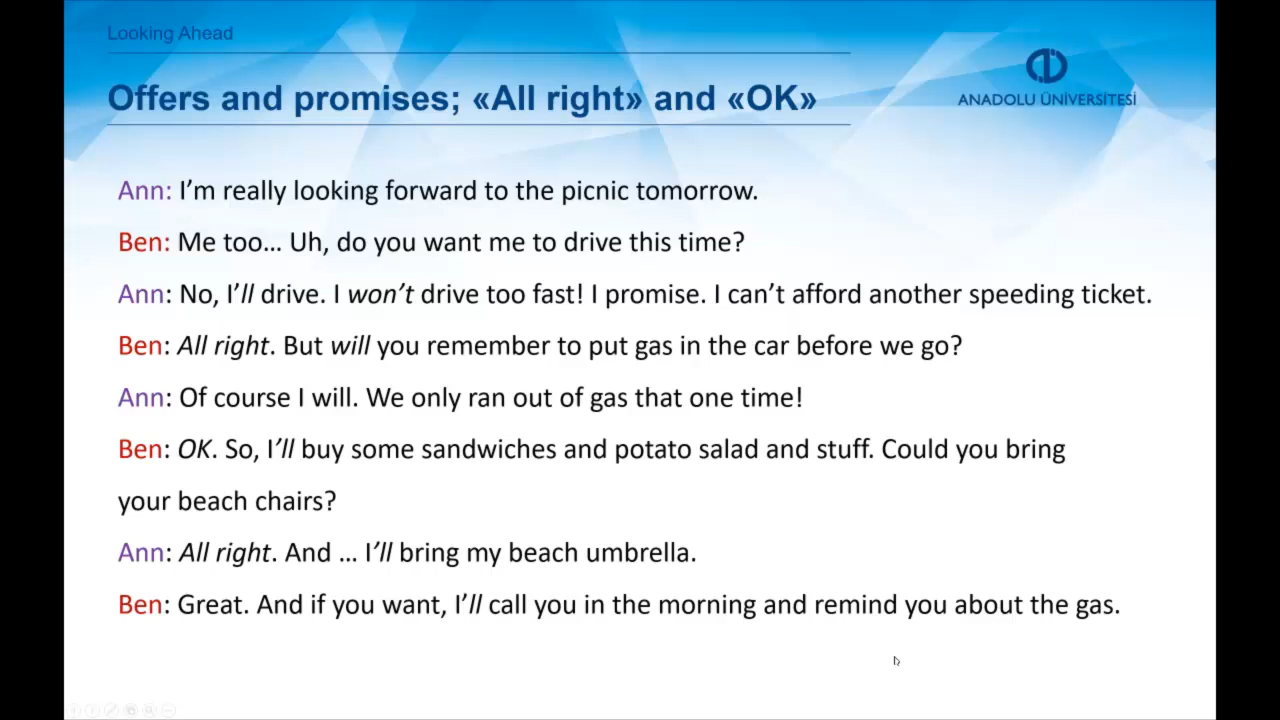 Looking Ahead
Offers and promises; «All right» and «OK»
ANADOLU ÜNİVERSİTESİ
Ann: I’m really looking forward to the picnic tomorrow.
Ben: Me too… Uh, do you want me to drive this time?
Ann: No, I’ll drive. I won’t drive too fast! I promise. I can’t afford another speeding ticket.
Ben: All right. But will you remember to put gas in the car before we go?
Ann: Of course I will. We only ran out of gas that one time!
Ben: OK. So, I’ll buy some sandwiches and potato salad and stuff. Could you bring
your beach chairs?
Ann: All right. And … I’ll bring my beach umbrella.
Ben: Great. And if you want, I’ll call you in the morning and remind you about the gas.